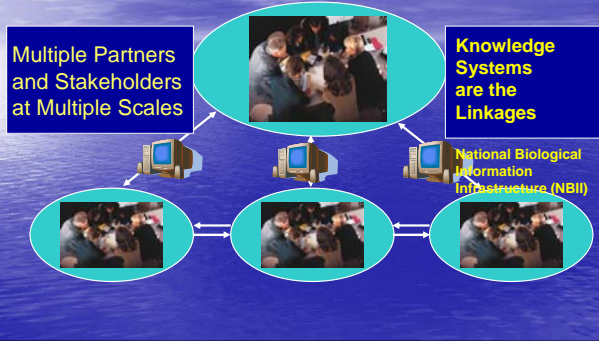 Multiple Partners
and Stakeholders
at Multiple Scales
Knowledge
Systems
are the
Linkages
National Biological
Information
Infrastructure (NBII)